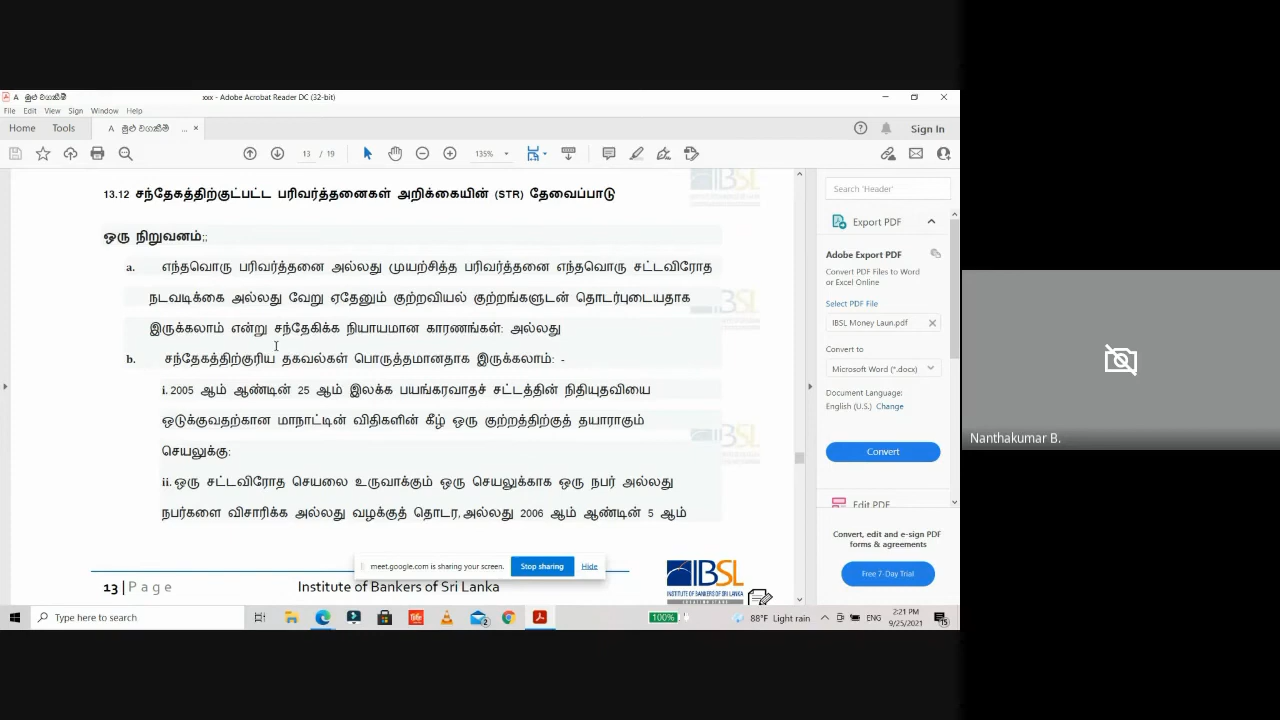 A මුළු වගකීම්
xxx - Adobe Acrobat Reader DC (32-bit)
File Edit View Sign Window Help
Home Tools A මුළු වගකීම් ... ×
Sign In
13 / 19
135%
13.12 சந்தேகத்திற்குட்பட்ட பரிவர்த்தனைகள் அறிக்கையின் (STR) தேவைப்பாடு
ஒரு நிறுவனம்;;
a. எந்தவொரு பரிவர்த்தனை அல்லது முயற்சித்த பரிவர்த்தனை எந்தவொரு சட்டவிரோத
நடவடிக்கை அல்லது வேறு ஏதேனும் குற்றவியல் குற்றங்களுடன் தொடர்புடையதாக
இருக்கலாம் என்று சந்தேகிக்க நியாயமான காரணங்கள்: அல்லது
b. சந்தேகத்திற்குரிய தகவல்கள் பொருத்தமானதாக இருக்கலாம்: -
i. 2005 ஆம் ஆண்டின் 25 ஆம் இலக்க பயங்கரவாதச் சட்டத்தின் நிதியுதவியை
ஒடுக்குவதற்கான மாநாட்டின் விதிகளின் கீழ் ஒரு குற்றத்திற்குத் தயாராகும்
செயலுக்கு:
ii. ஒரு சட்டவிரோத செயலை உருவாக்கும் ஒரு செயலுக்காக ஒரு நபர் அல்லது
நபர்களை விசாரிக்க அல்லது வழக்குத் தொடர, அல்லது 2006 ஆம் ஆண்டின் 5 ஆம்
13 | Page
Institute of Bankers of Sri Lanka
IBSL
INSTITUTE OF BANKERS OF SRI LANKA
meet.google.com is sharing your screen.
Stop sharing
Hide
Search 'Header'
Export PDF
Adobe Export PDF
Convert PDF Files to Word
or Excel Online
Select PDF File
IBSL Money Laun.pdf
Convert to
Microsoft Word (*.docx)
Document Language:
English (U.S.) Change
Convert
Edit PDF
Convert, edit and e-sign PDF
forms & agreements
Free 7-Day Trial
Nanthakumar B.
Type here to search
100%
88°F Light rain
ENG
2:21 PM
9/25/2021